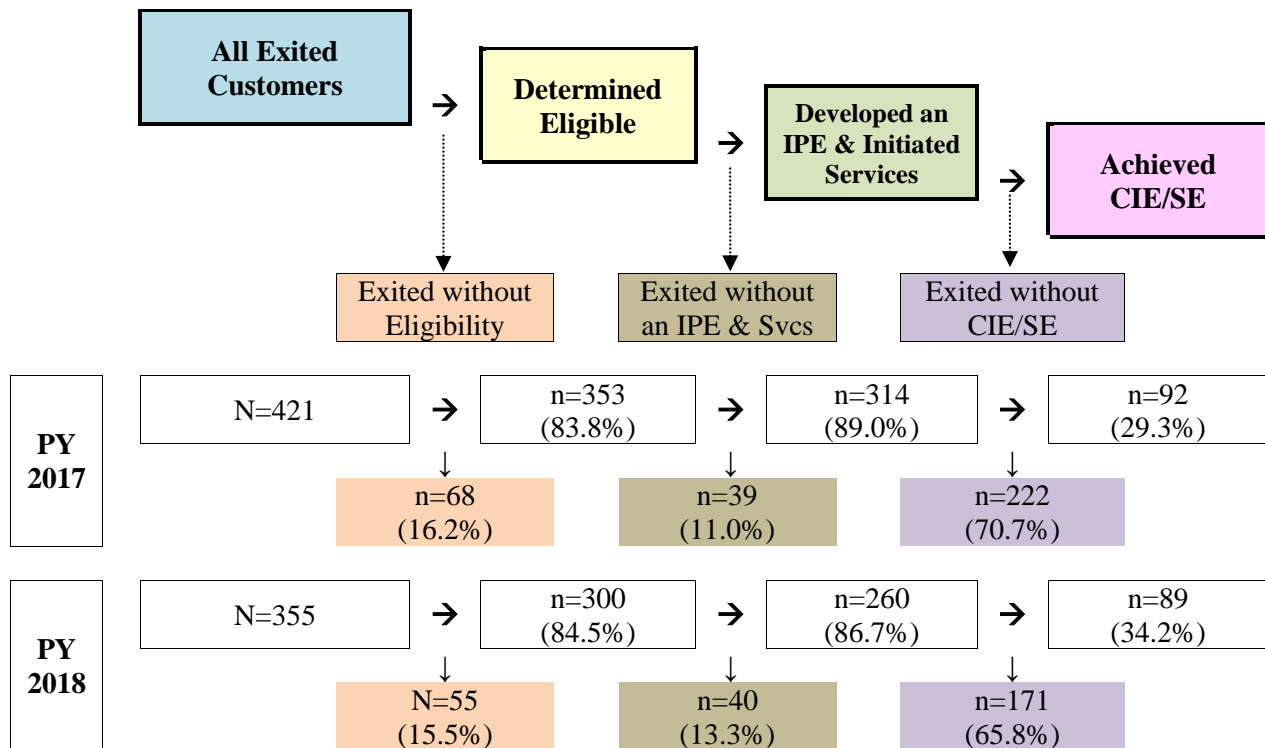 All Exited
Customers
Determined
Eligible
Developed an
IPE & Initiated
Services
Achieved
CIE/SE
Exited without
Eligibility
Exited without
an IPE & Svcs
Exited without
CIE/SE
PY
2017
N=421
n=353
(83.8%)
n=314
(89.0%)
n=92
(29.3%)
n=68
(16.2%)
n=39
(11.0%)
n=222
(70.7%)
PY
2018
N=355
n=300
(84.5%)
n=260
(86.7%)
n=89
(34.2%)
N=55
(15.5%)
n=40
(13.3%)
n=171
(65.8%)